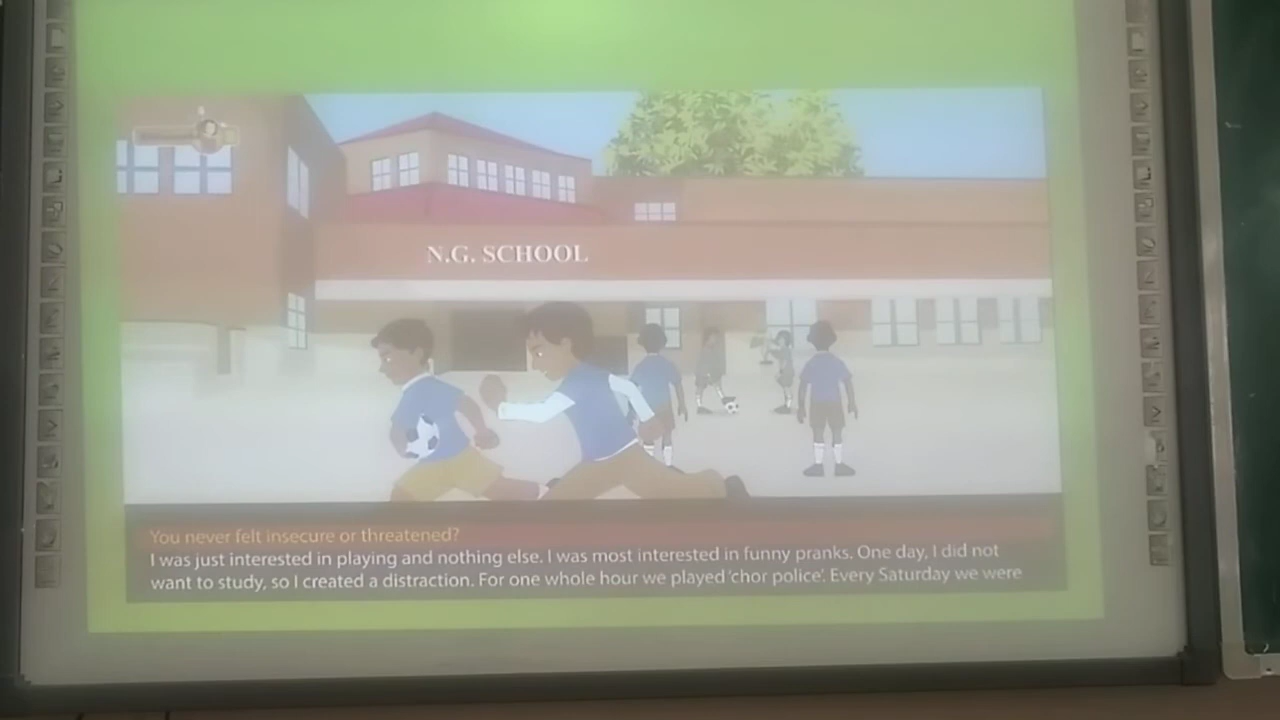 N.G. SCHOOL
You never felt insecure or threatened?
I was just interested in playing and nothing else. I was most interested in funny pranks. One day, I did not
want to study, so I created a distraction. For one whole hour we played 'chor police'. Every Saturday we were